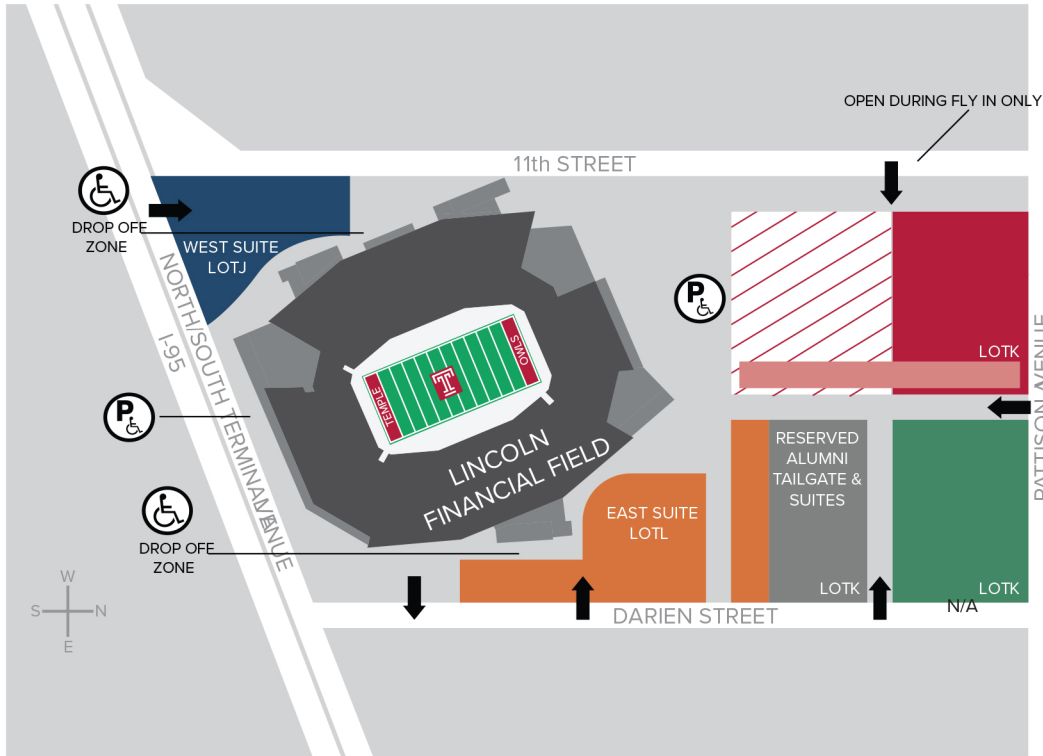 OPEN DURING FLY IN ONLY
11th STREET
DROP OFF
ZONE
WEST SUITE
LOTJ
NORTH/SOUTH TERMINAL AVENUE
I-95
P
P
LOTK
PATTISON AVENUE
TEMPLE
T
OWLS
LINCOLN
FINANCIAL FIELD
RESERVED
ALUMNI
TAILGATE &
SUITES
LOTK
EAST SUITE
LOTL
LOTK
N/A
DROP OFF
ZONE
DARIEN STREET
W
S
N
E